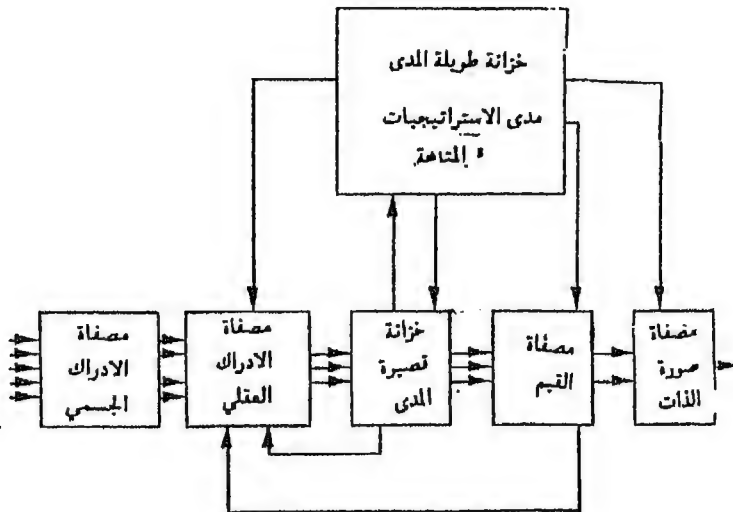 خزانة طويلة المدى
مدى الاستراتيجيات
المتاحة
مصفاة
الادراك
الجسمي
مصفاة
الادراك
العقلي
خزانة
قصيرة
المدى
مصفاة
القيم
مصفاة
صورة
الذات